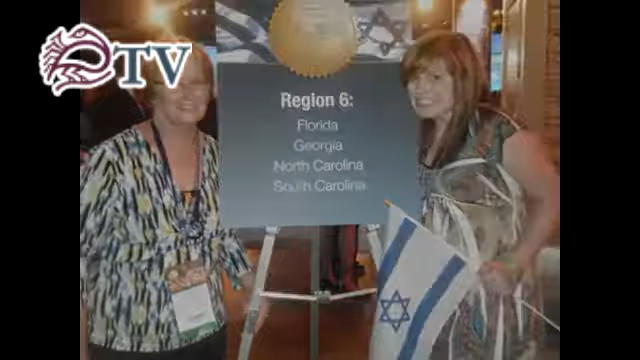 TV
Region 6:
Florida
Georgia
North Carolina
South Carolina